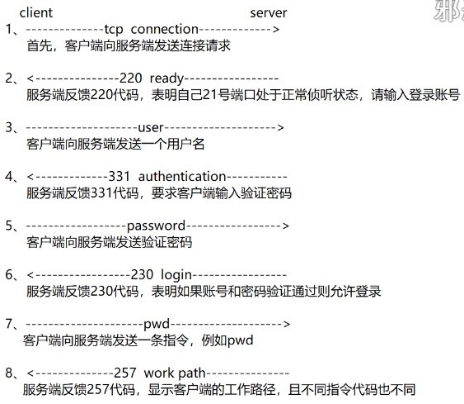 邪
client server
1、-----------------tcp connection------------->
首先，客户端向服务端发送连接请求
2、<---------------220 ready-----------------
服务端反馈220代码，表明自己21号端口处于正常侦听状态，请输入登录账号
3、--------------------user-------------------->
客户端向服务端发送一个用户名
4、<---------------331 authentication-----------
服务端反馈331代码，要求客户端输入验证密码
5、------------------password----------------->
客户端向服务端发送验证密码
6、<-----------------230 login-----------------
服务端反馈230代码，表明如果账号和密码验证通过则允许登录
7、---------------------pwd--------------------->
客户端向服务端发送一条指令，例如pwd
8、<--------------257 work path---------------
服务端反馈257代码，显示客户端的工作路径，且不同指令代码也不同